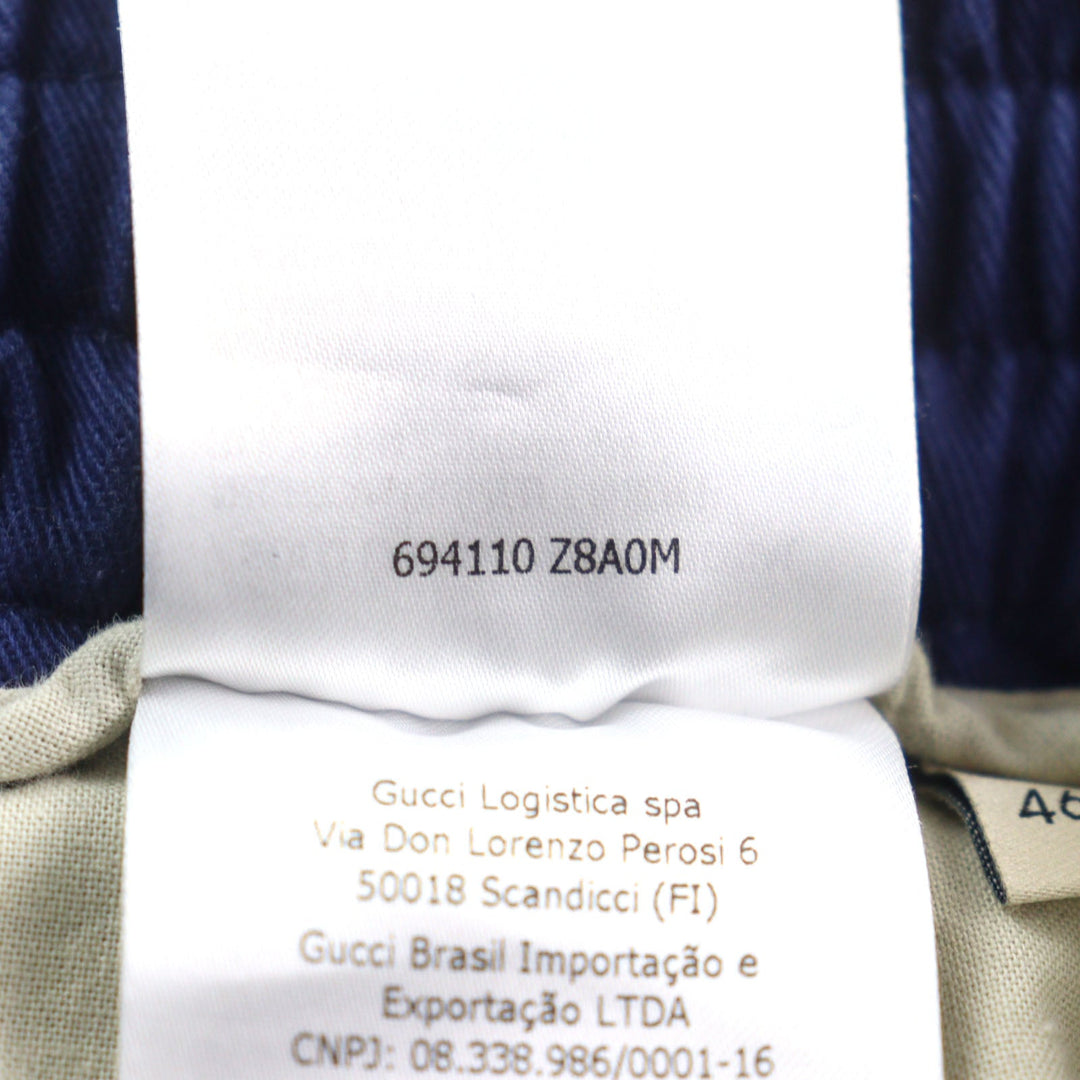 694110 Z8A0M
Gucci Logistica spa
Via Don Lorenzo Perosi 6
50018 Scandicci (FI)
Gucci Brasil Importação e
Exportação LTDA
CNPJ: 08.338.986/0001-16